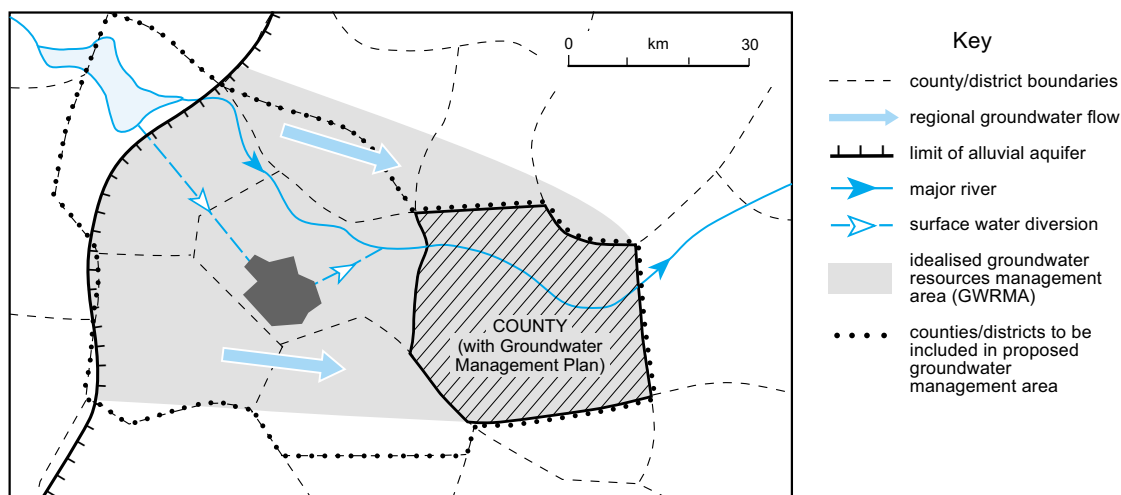 0 km 30
COUNTY
(with Groundwater
Management Plan)
Key
county/district boundaries
regional groundwater flow
limit of alluvial aquifer
major river
surface water diversion
idealised groundwater
resources management
area (GWRMA)
counties/districts to be
included in proposed
groundwater
management area